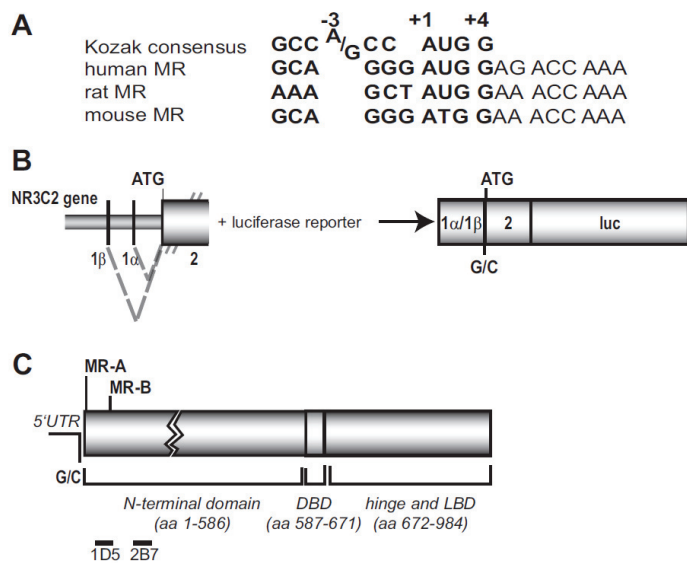 A
-3 +1 +4
Kozak consensus GCC A/G CC AUG G
human MR GCA GGG AUG GAG ACC AAA
rat MR AAA GCT AUG GAA ACC AAA
mouse MR GCA GGG ATG GAA ACC AAA
B
ATG ATG
NR3C2 gene
+ luciferase reporter
1α/1β 2 luc
1β 1α 2
G/C
C
MR-A
MR-B
5'UTR
G/C
N-terminal domain DBD hinge and LBD
(aa 1-586) (aa 587-671) (aa 672-984)
1D5 2B7